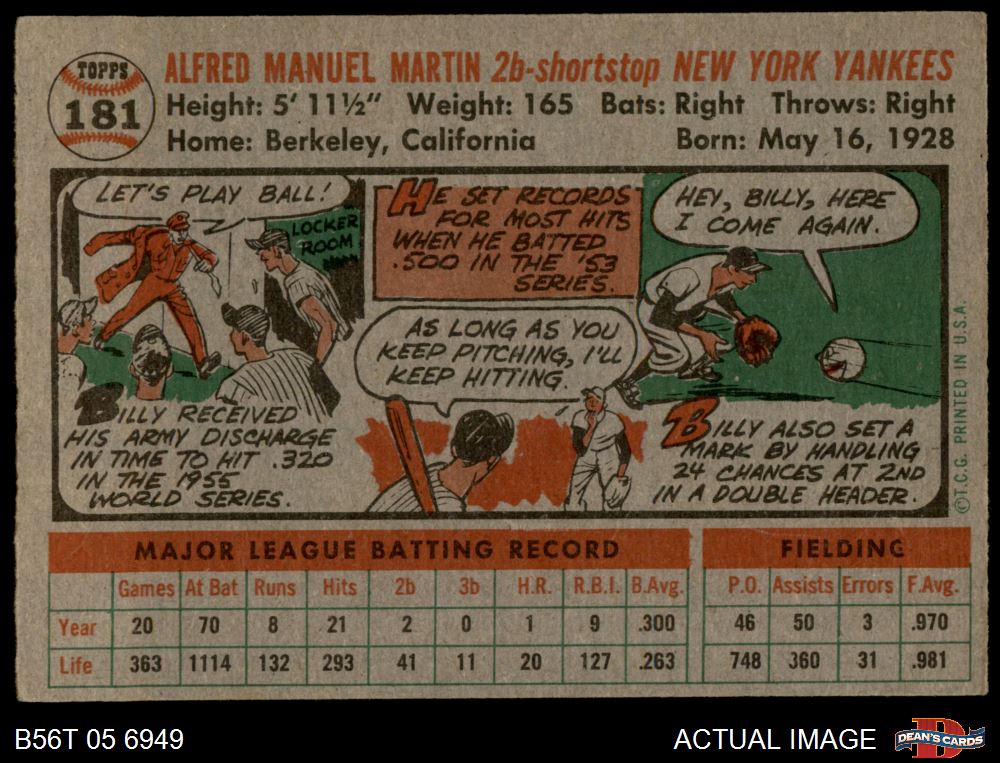 TOPPS
181
ALFRED MANUEL MARTIN 2b-shortstop NEW YORK YANKEES
Height: 5' 11½" Weight: 165 Bats: Right Throws: Right
Home: Berkeley, California Born: May 16, 1928
LET'S PLAY BALL!
LOCKER
ROOM
BILLY RECEIVED
HIS ARMY DISCHARGE
IN TIME TO HIT .320
IN THE 1955
WORLD SERIES.
HE SET RECORDS
FOR MOST HITS
WHEN HE BATTED
.500 IN THE '53
SERIES.
AS LONG AS YOU
KEEP PITCHING, I'LL
KEEP HITTING.
HEY, BILLY, HERE
I COME AGAIN.
BILLY ALSO SET A
MARK BY HANDLING
24 CHANCES AT 2ND
IN A DOUBLE HEADER.
© T.C.G. PRINTED IN U.S.A.
MAJOR LEAGUE BATTING RECORD FIELDING
Games At Bat Runs Hits 2b 3b H.R. R.B.I. B.Avg. P.O. Assists Errors F.Avg.
Year 20 70 8 21 2 0 1 9 .300 46 50 3 .970
Life 363 1114 132 293 41 11 20 127 .263 748 360 31 .981
B56T 05 6949 ACTUAL IMAGE DEAN'S CARDS